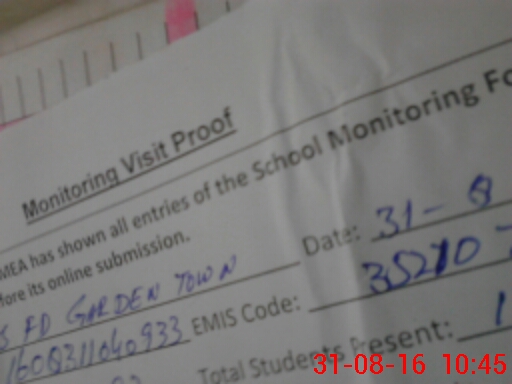 Monitoring Visit Proof
MEA has shown all entries of the School Monitoring Fo
fore its online submission.
Date: 31-8
S FD GARDEN TOWN
EMIS Code: 35210
Total Students Present: 1
31-08-16 10:45